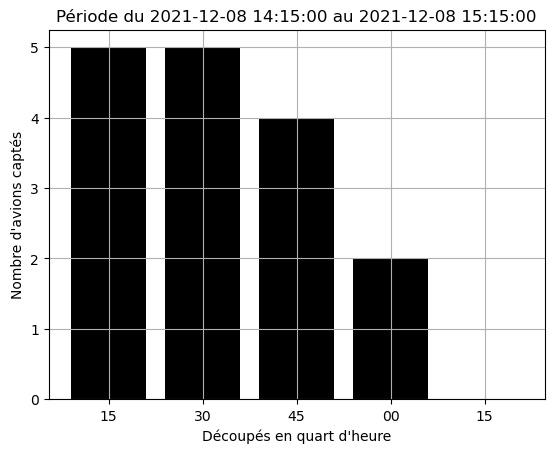 Période du 2021-12-08 14:15:00 au 2021-12-08 15:15:00
5
4
3
2
1
0
Nombre d'avions captés
15 30 45 00 15
Découpés en quart d'heure